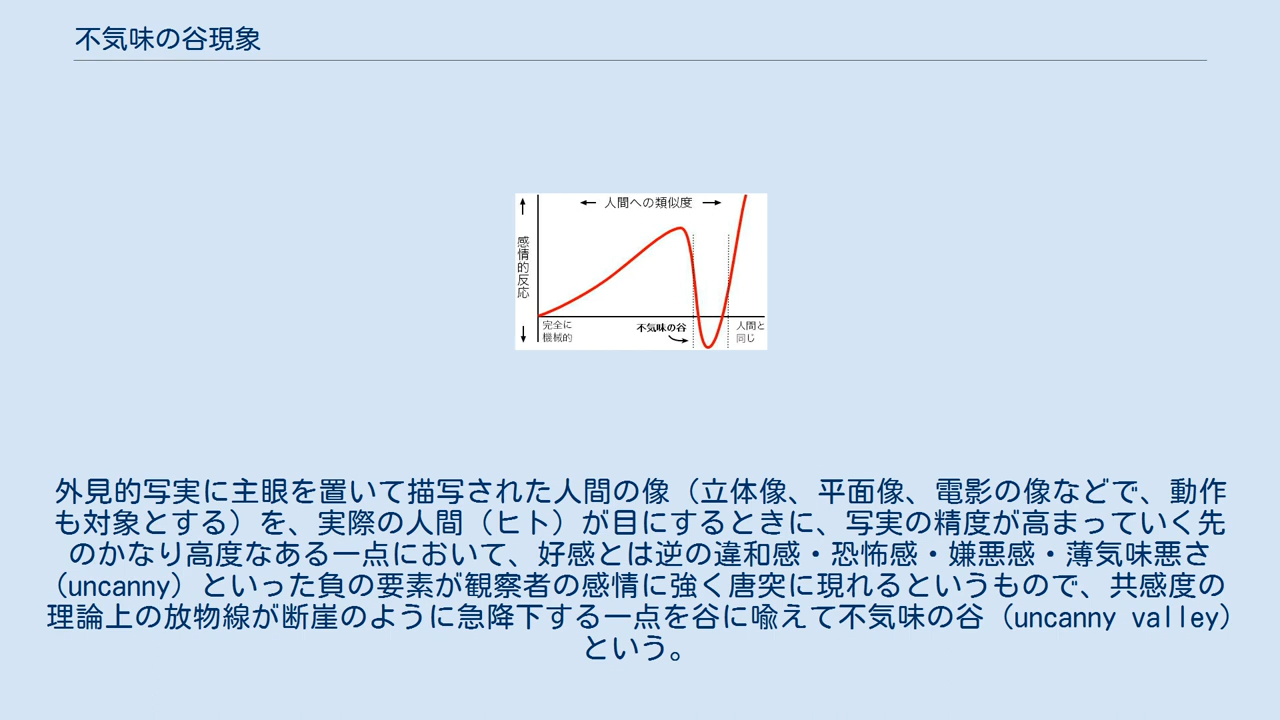 不気味の谷現象
人間への類似度
感情的反応
完全に
機械的
不気味の谷
人間と
同じ
外見的写実に主眼を置いて描写された人間の像（立体像、平面像、電影の像などで、動作
も対象とする）を、実際の人間（ヒト）が目にするときに、写実の精度が高まっていく先
のかなり高度なある一点において、好感とは逆の違和感・恐怖感・嫌悪感・薄気味悪さ
（uncanny）といった負の要素が観察者の感情に強く唐突に現れるというもので、共感度の
理論上の放物線が断崖のように急降下する一点を谷に喩えて不気味の谷（uncanny valley）
という。